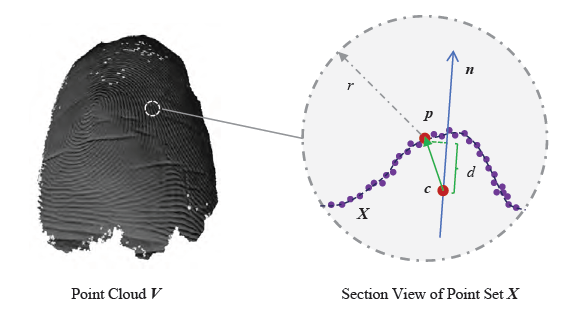 n
r
p
d
c
X
Point Cloud V
Section View of Point Set X